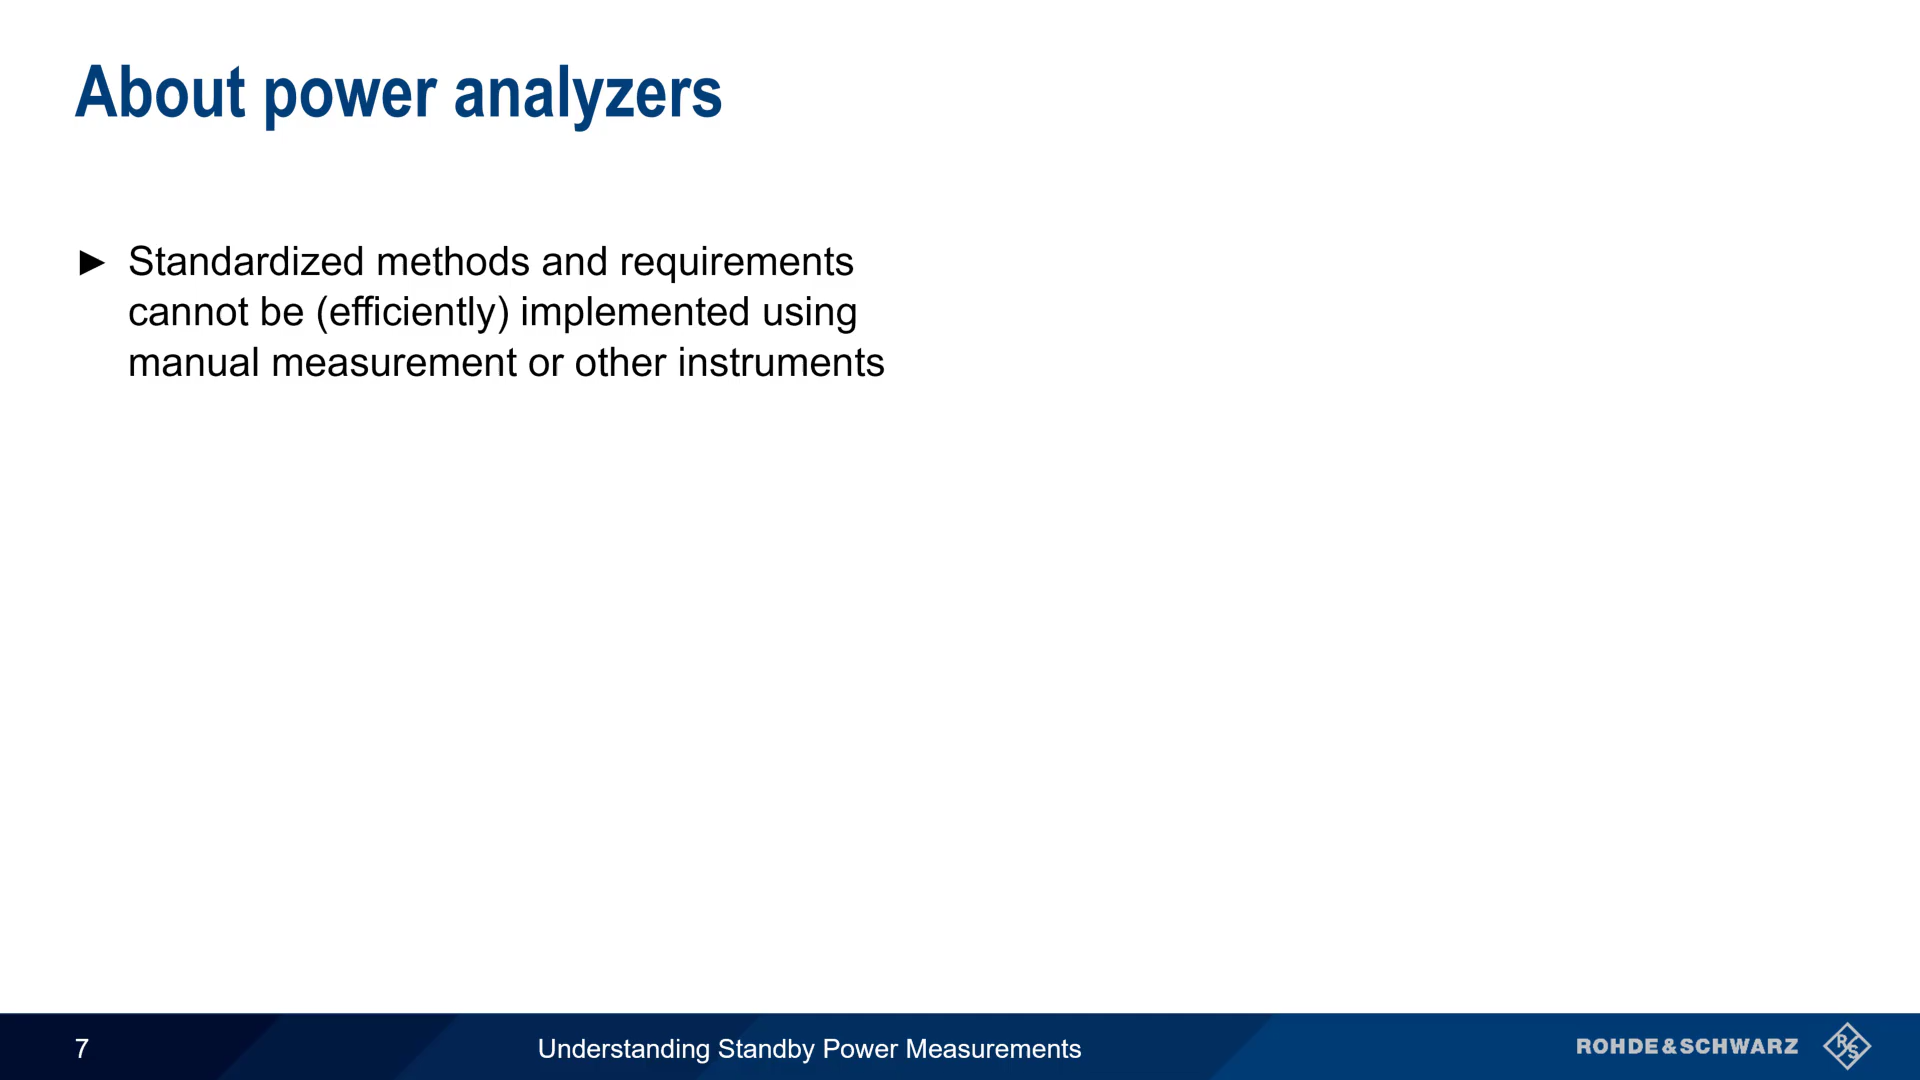 About power analyzers
► Standardized methods and requirements
cannot be (efficiently) implemented using
manual measurement or other instruments
7
Understanding Standby Power Measurements
ROHDE&SCHWARZ
R&S